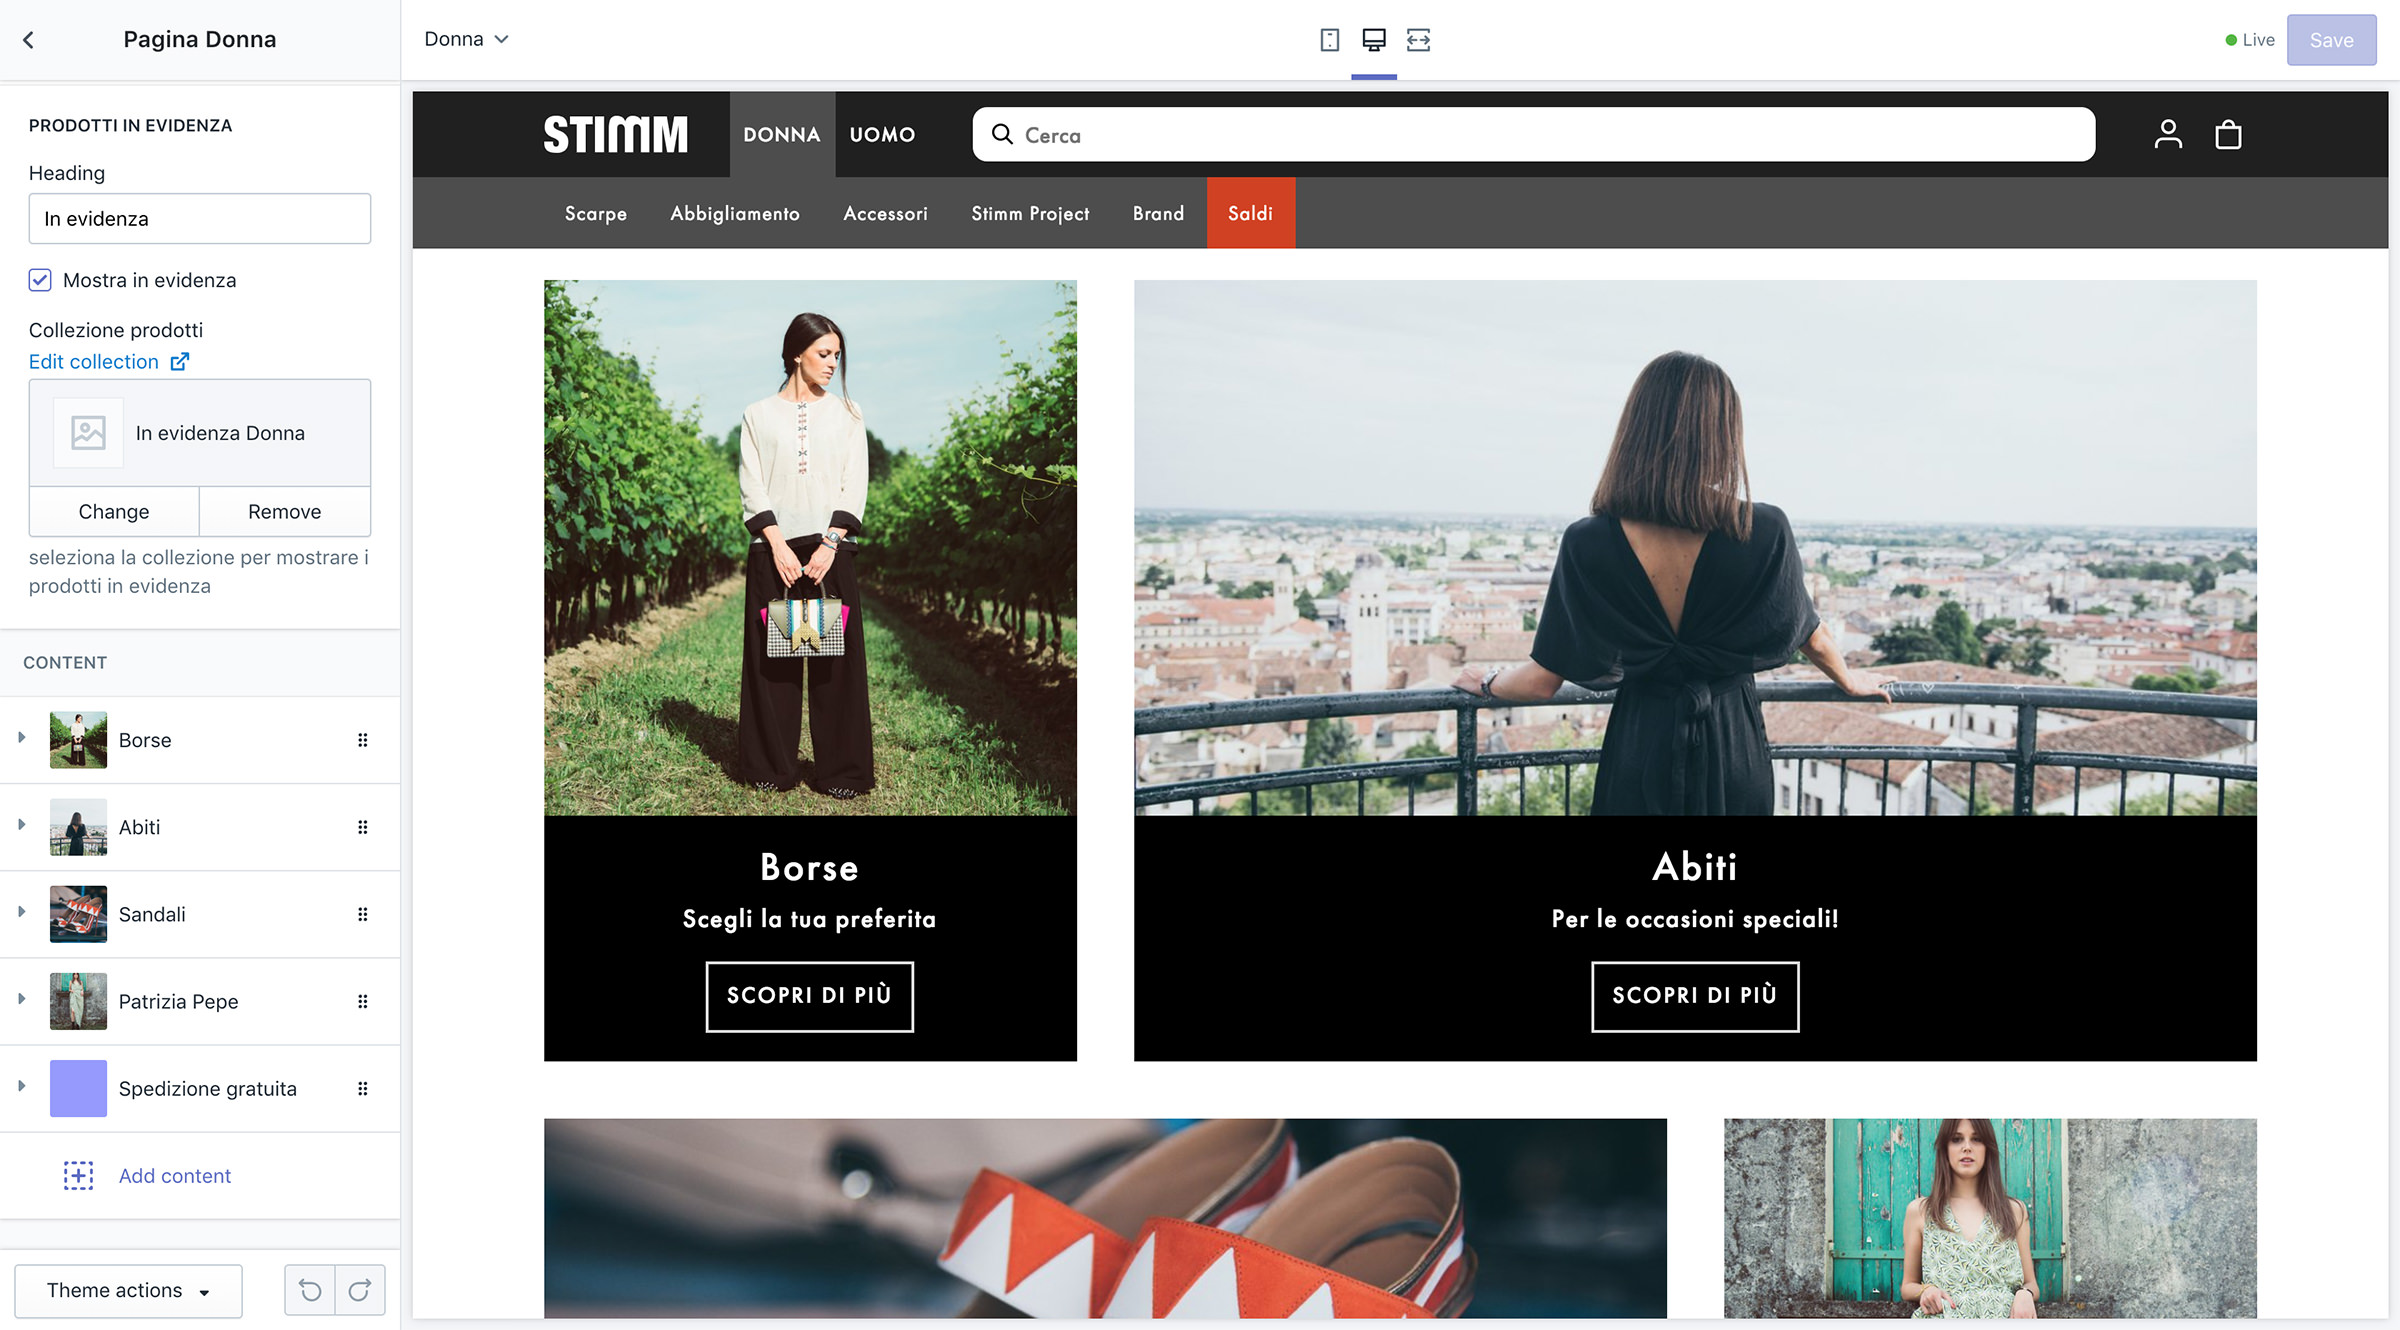 Pagina Donna
Donna
Live
Save
PRODOTTI IN EVIDENZA
Heading
In evidenza
Mostra in evidenza
Collezione prodotti
Edit collection
In evidenza Donna
Change
Remove
seleziona la collezione per mostrare i
prodotti in evidenza
CONTENT
Borse
Abiti
Sandali
Patrizia Pepe
Spedizione gratuita
Add content
Theme actions
STIMM
DONNA
UOMO
Cerca
Scarpe
Abbigliamento
Accessori
Stimm Project
Brand
Saldi
Borse
Scegli la tua preferita
SCOPRI DI PIÙ
Abiti
Per le occasioni speciali!
SCOPRI DI PIÙ